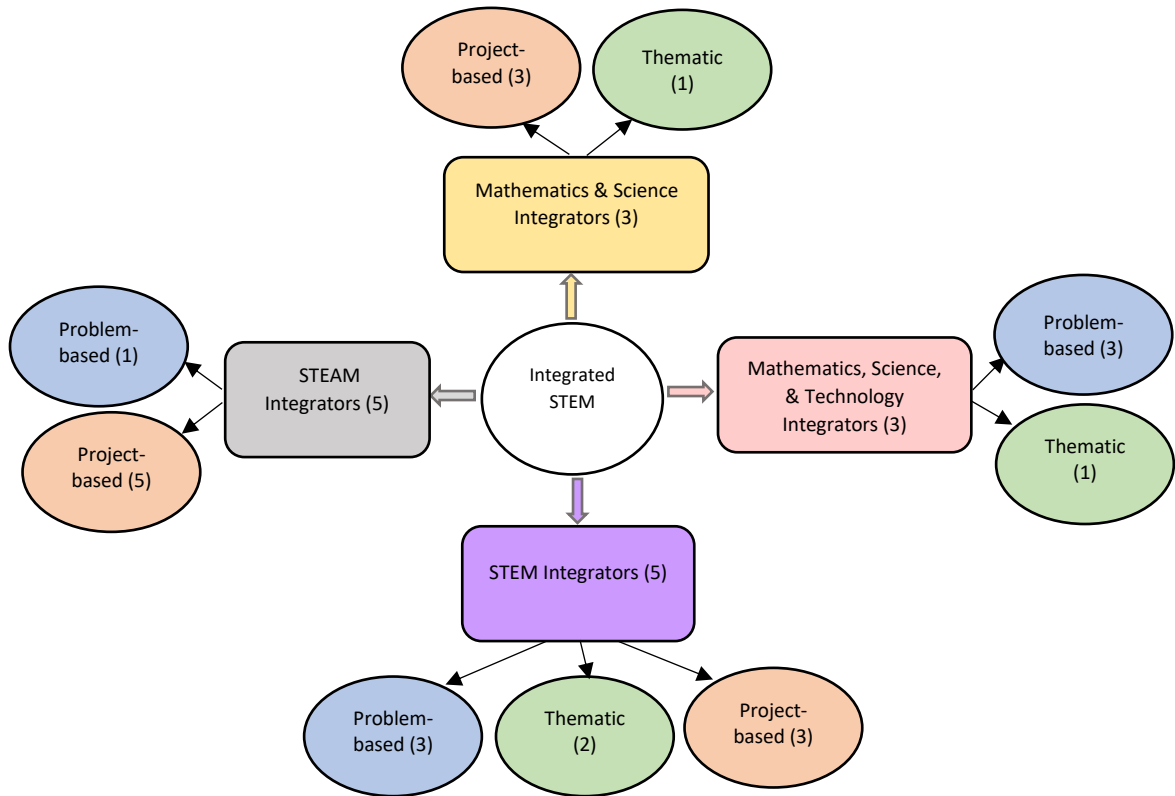 Project-
based (3)
Thematic
(1)
Mathematics & Science
Integrators (3)
Problem-
based (1)
Project-
based (5)
STEAM
Integrators (5)
Integrated
STEM
Mathematics, Science,
& Technology
Integrators (3)
Problem-
based (3)
Thematic
(1)
STEM Integrators (5)
Problem-
based (3)
Thematic
(2)
Project-
based (3)